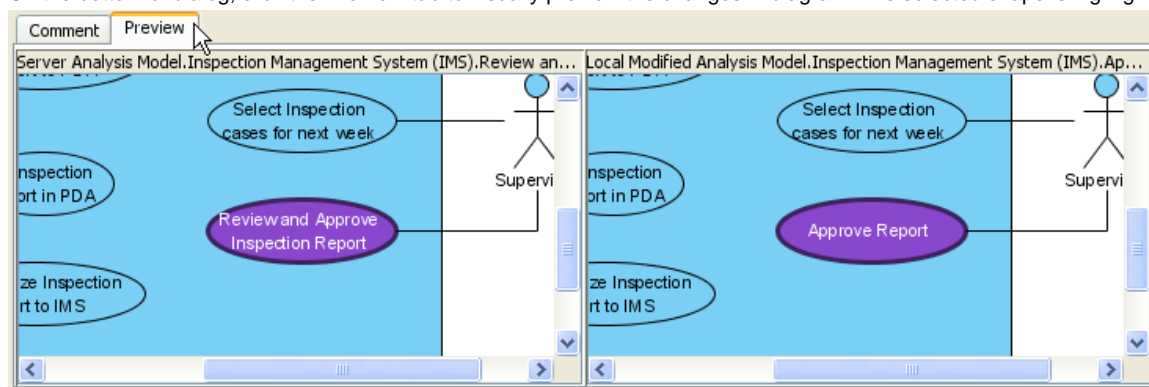 Comment Preview
Server Analysis Model.Inspection Management System (IMS).Review an... Local Modified Analysis Model.Inspection Management System (IMS).Ap...
Select Inspection
cases for next week
nspection
ort in PDA
Supervi
Review and Approve
Inspection Report
ze Inspection
rt to IMS
Select Inspection
cases for next week
nspection
ort in PDA
Supervi
Approve Report
ze Inspection
rt to IMS